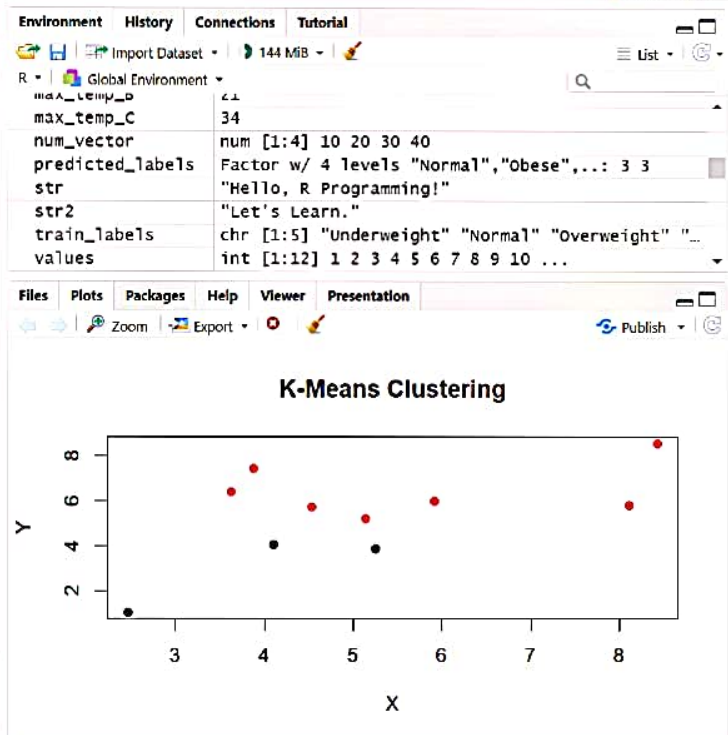 Environment History Connections Tutorial
Import Dataset 144 MiB List
R Global Environment
max_temp_B 21
max_temp_C 34
num_vector num [1:4] 10 20 30 40
predicted_labels Factor w/ 4 levels "Normal","Obese",..: 3 3
str "Hello, R Programming!"
str2 "Let's Learn."
train_labels chr [1:5] "Underweight" "Normal" "Overweight" "…
values int [1:12] 1 2 3 4 5 6 7 8 9 10 ...
Files Plots Packages Help Viewer Presentation
Zoom Export Publish
K-Means Clustering
8
6
Y
4
2
3 4 5 6 7 8
X